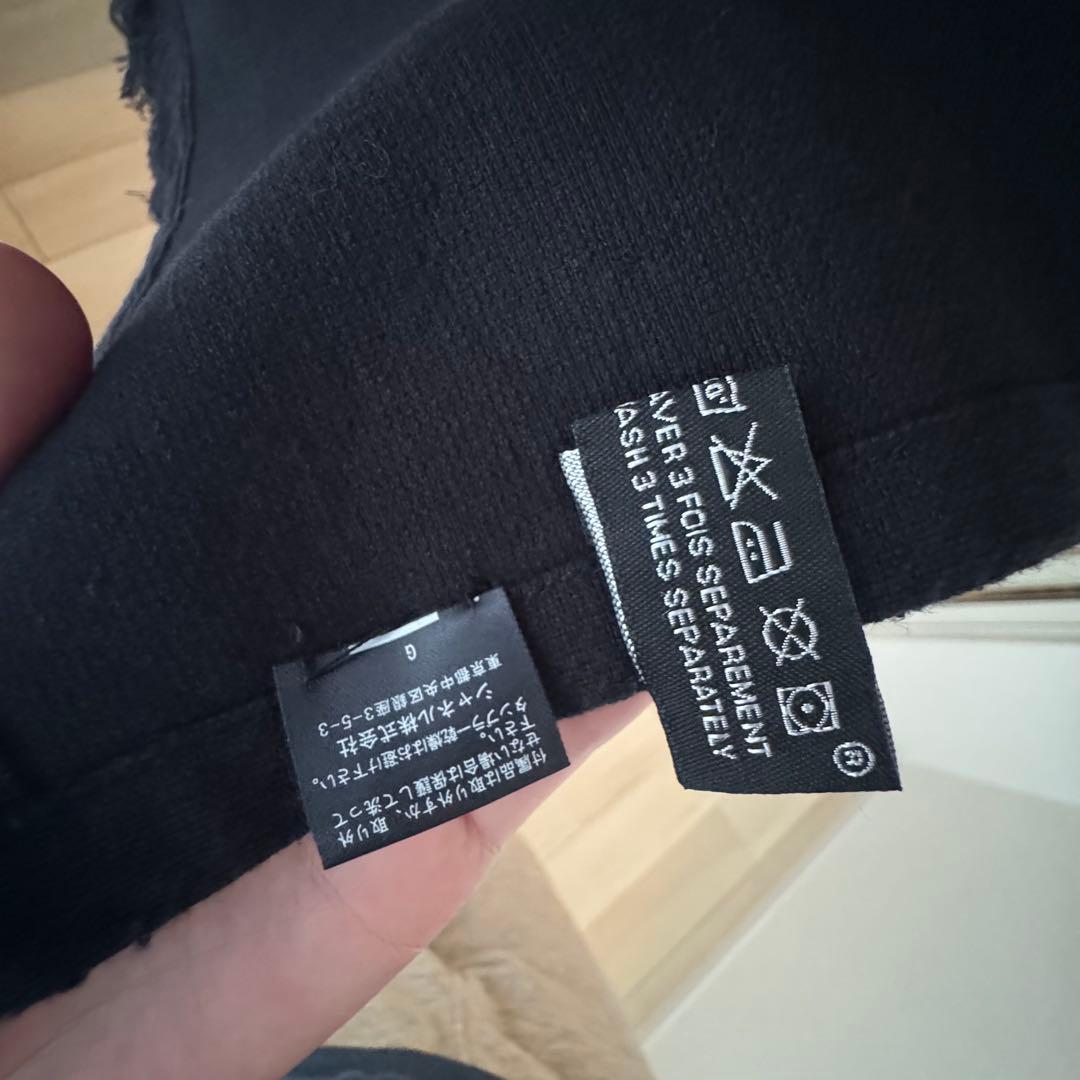 付属品は取り外すか、取り外
せない場合は保護して洗って
下さい。
タンブラー乾燥はお避け下さい。
シャネル株式会社
東京都中央区銀座3-5-3
G
®
AVER 3 FOIS SEPAREMENT
ASH 3 TIMES SEPARATELY